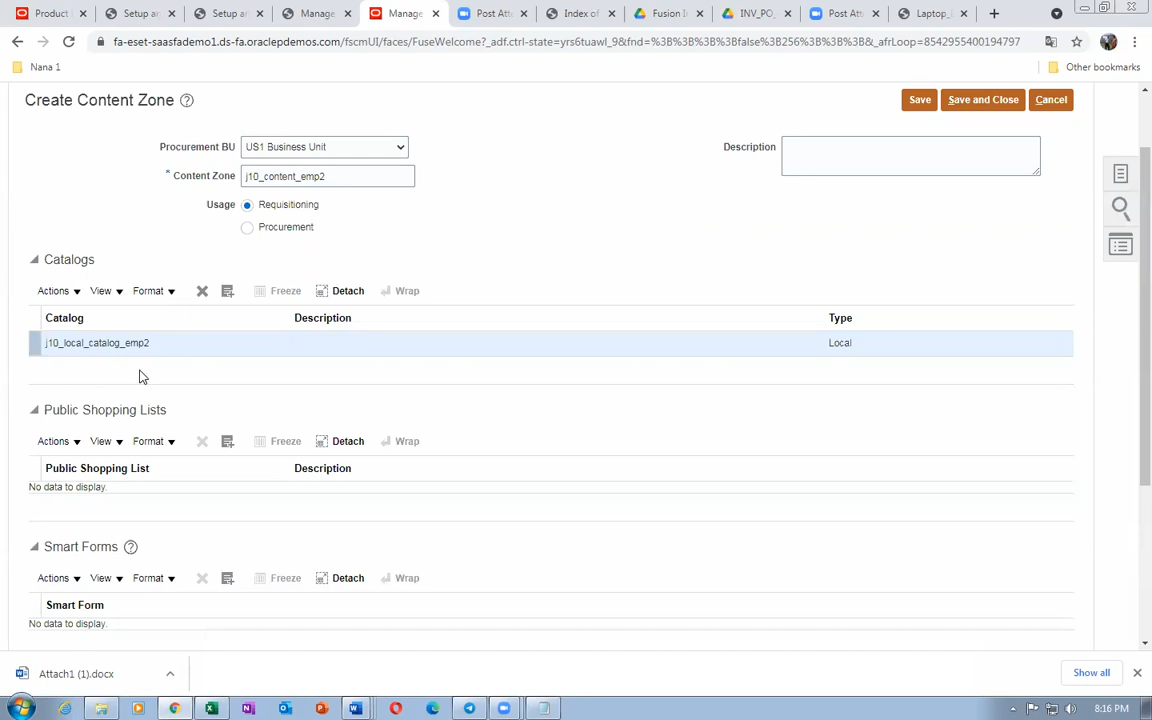 Product
Setup an
Setup an
Manage
Manage
Post Atte
Index of
Fusion I
INV_PO_
Post Att
Laptop_
fa-eset-saasfademo1.ds-fa.oraclepdemos.com/fscmUI/faces/FuseWelcome?_adf.ctrl-state=yrs6tuawl_9&fnd=%3B%3B%3B%3Bfalse%3B256%3B%3B%3B&_afrLoop=8542955400194797
Nana 1
Other bookmarks
Create Content Zone
Save
Save and Close
Cancel
Procurement BU
US1 Business Unit
Description
* Content Zone
j10_content_emp2
Usage
Requisitioning
Procurement
Catalogs
Actions View Format Freeze Detach Wrap
Catalog Description Type
j10_local_catalog_emp2 Local
Public Shopping Lists
Actions View Format Freeze Detach Wrap
Public Shopping List Description
No data to display.
Smart Forms
Actions View Format Freeze Detach Wrap
Smart Form
No data to display.
Attach1 (1).docx
Show all
8:16 PM